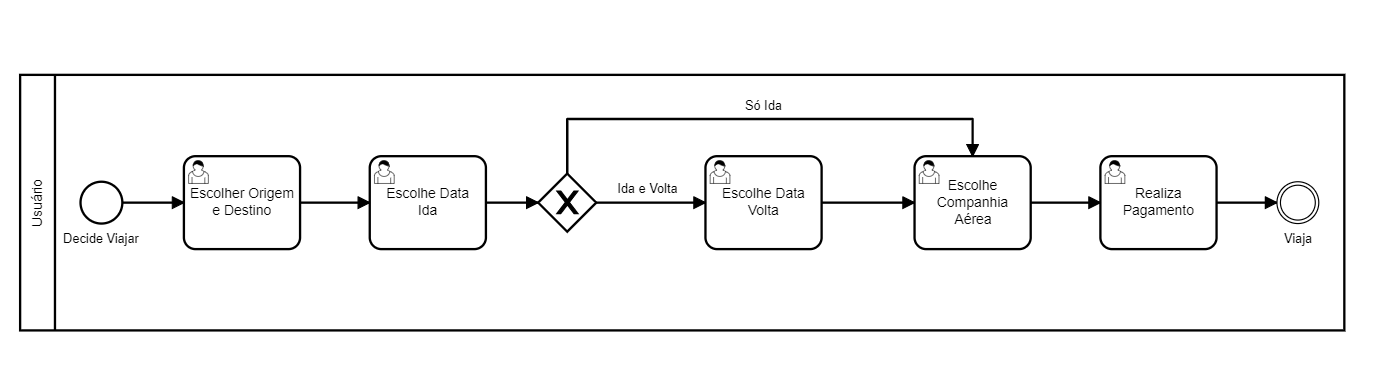 Usuário
Decide Viajar
Escolher Origem
e Destino
Escolhe Data
Ida
Só Ida
Ida e Volta
Escolhe Data
Volta
Escolhe
Companhia
Aérea
Realiza
Pagamento
Viaja